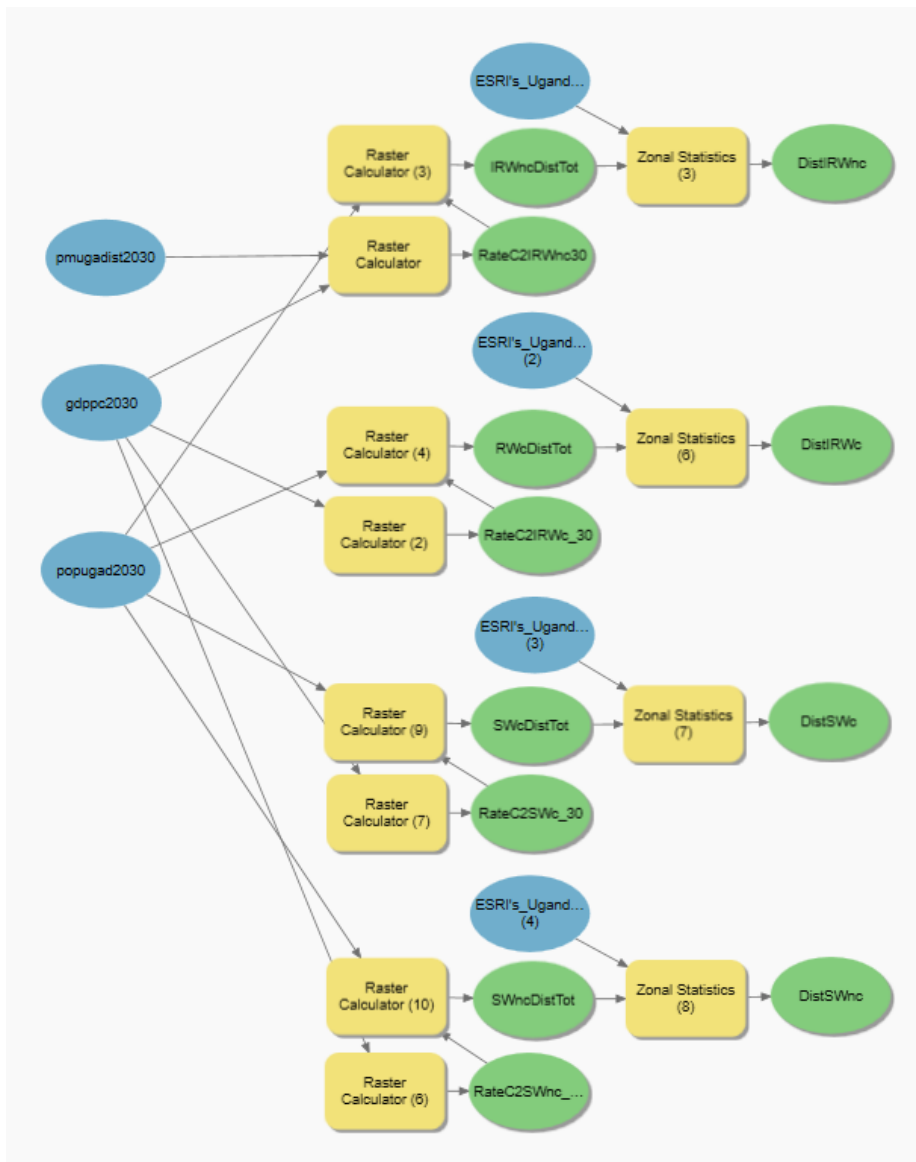 ESRI's_Ugand...
Raster
Calculator (3)
IRWncDistTot
Zonal Statistics
(3)
DistIRWnc
pmugadist2030
Raster
Calculator
RateC2IRWnc30
ESRI's_Ugand...
(2)
gdppc2030
Raster
Calculator (4)
RWcDistTot
Zonal Statistics
(6)
DistIRWc
Raster
Calculator (2)
RateC2IRWc_30
popugad2030
ESRI's_Ugand...
(3)
Raster
Calculator (9)
SWcDistTot
Zonal Statistics
(7)
DistSWc
Raster
Calculator (7)
RateC2SWc_30
ESRI's_Ugand...
(4)
Raster
Calculator (10)
SWncDistTot
Zonal Statistics
(8)
DistSWnc
Raster
Calculator (6)
RateC2SWnc_...